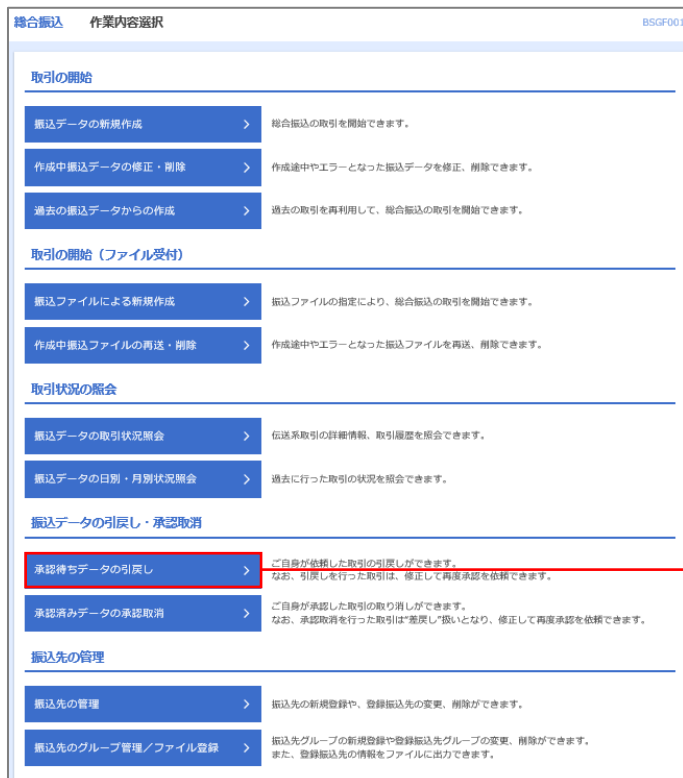 総合振込 作業内容選択 BSGF001
取引の開始
振込データの新規作成 総合振込の取引を開始できます。
作成中振込データの修正・削除 作成途中やエラーとなった振込データを修正、削除できます。
過去の振込データからの作成 過去の取引を再利用して、総合振込の取引を開始できます。
取引の開始（ファイル受付）
振込ファイルによる新規作成 振込ファイルの指定により、総合振込の取引を開始できます。
作成中振込ファイルの再送・削除 作成途中やエラーとなった振込ファイルを再送、削除できます。
取引状況の照会
振込データの取引状況照会 伝送系取引の詳細情報、取引履歴を照会できます。
振込データの日別・月別状況照会 過去に行った取引の状況を照会できます。
振込データの引戻し・承認取消
承認待ちデータの引戻し ご自身が依頼した取引の引戻しができます。
なお、引戻しを行った取引は、修正して再度承認を依頼できます。
承認済みデータの承認取消 ご自身が承認した取引の取り消しができます。
なお、承認取消を行った取引は“差戻し”扱いとなり、修正して再度承認を依頼できます。
振込先の管理
振込先の管理 振込先の新規登録や、登録振込先の変更、削除ができます。
振込先のグループ管理／ファイル登録 振込先グループの新規登録や登録振込先グループの変更、削除ができます。
また、登録振込先の情報をファイルに出力できます。